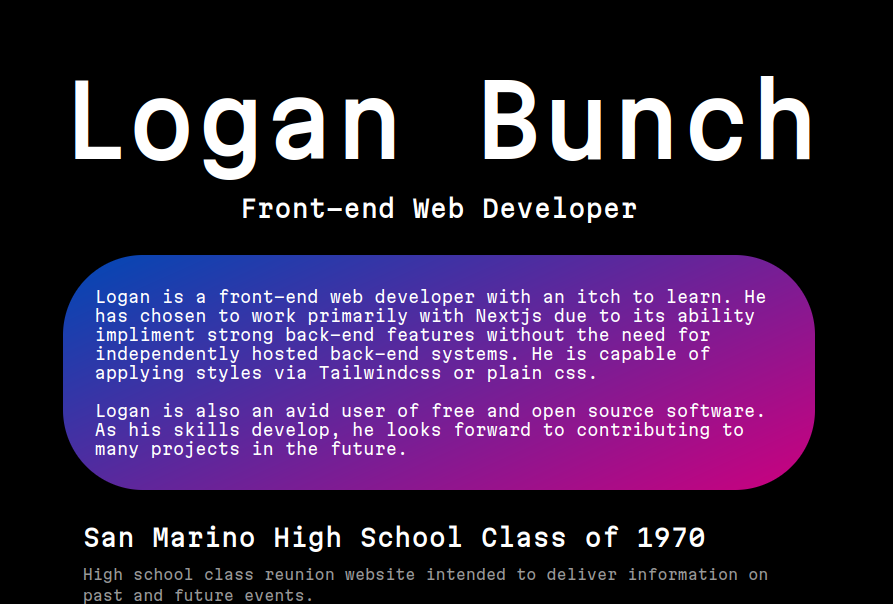 Logan Bunch
Front-end Web Developer
Logan is a front-end web developer with an itch to learn. He
has chosen to work primarily with Nextjs due to its ability
impliment strong back-end features without the need for
independently hosted back-end systems. He is capable of
applying styles via Tailwindcss or plain css.
Logan is also an avid user of free and open source software.
As his skills develop, he looks forward to contributing to
many projects in the future.
San Marino High School Class of 1970
High school class reunion website intended to deliver information on
past and future events.